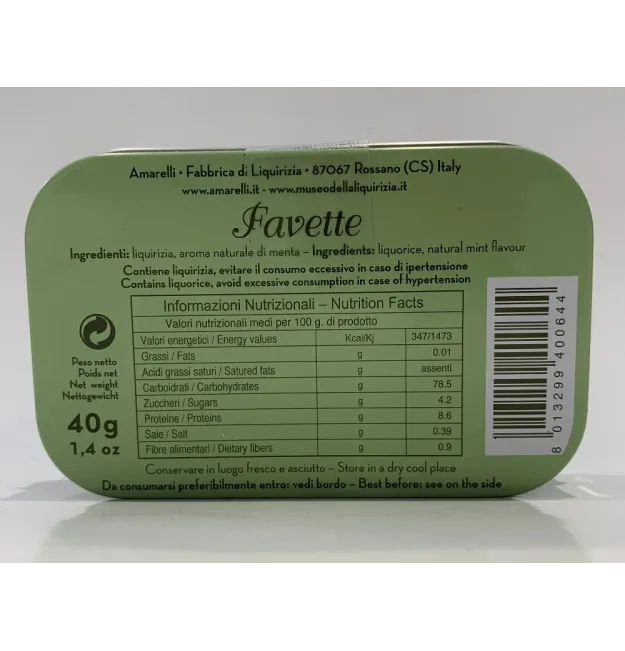 Amarelli • Fabbrica di Liquirizia • 87067 Rossano (CS) Italy
www.amarelli.it - www.museodellaliquirizia.it
Favette
Ingredienti: liquirizia, aroma naturale di menta – Ingredients: liquorice, natural mint flavour
Contiene liquirizia, evitare il consumo eccessivo in caso di ipertensione
Contains liquorice, avoid excessive consumption in case of hypertension
Informazioni Nutrizionali – Nutrition Facts
Valori nutrizionali medi per 100 g. di prodotto
Valori energetici / Energy values Kcal/Kj 347/1473
Grassi / Fats g 0.01
Acidi grassi saturi / Satured fats g assenti
Carboidrati / Carbohydrates g 78.5
Zuccheri / Sugars g 4.2
Proteine / Proteins g 8.6
Sale / Salt g 0.39
Fibre alimentari / Dietary fibers g 0.9
Peso netto
Poids net
Net weight
Nettogewicht
40g
1,4 oz
8 013299 400644
Conservare in luogo fresco e asciutto – Store in a dry cool place
Da consumarsi preferibilmente entro: vedi bordo – Best before: see on the side